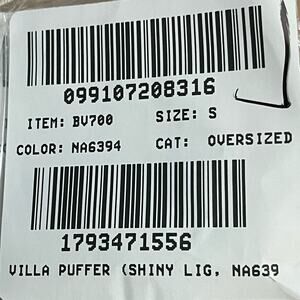 099107208316
ITEM: BV700 SIZE: S
COLOR: NA6394 CAT: OVERSIZED
1793471556
VILLA PUFFER (SHINY LIG, NA639